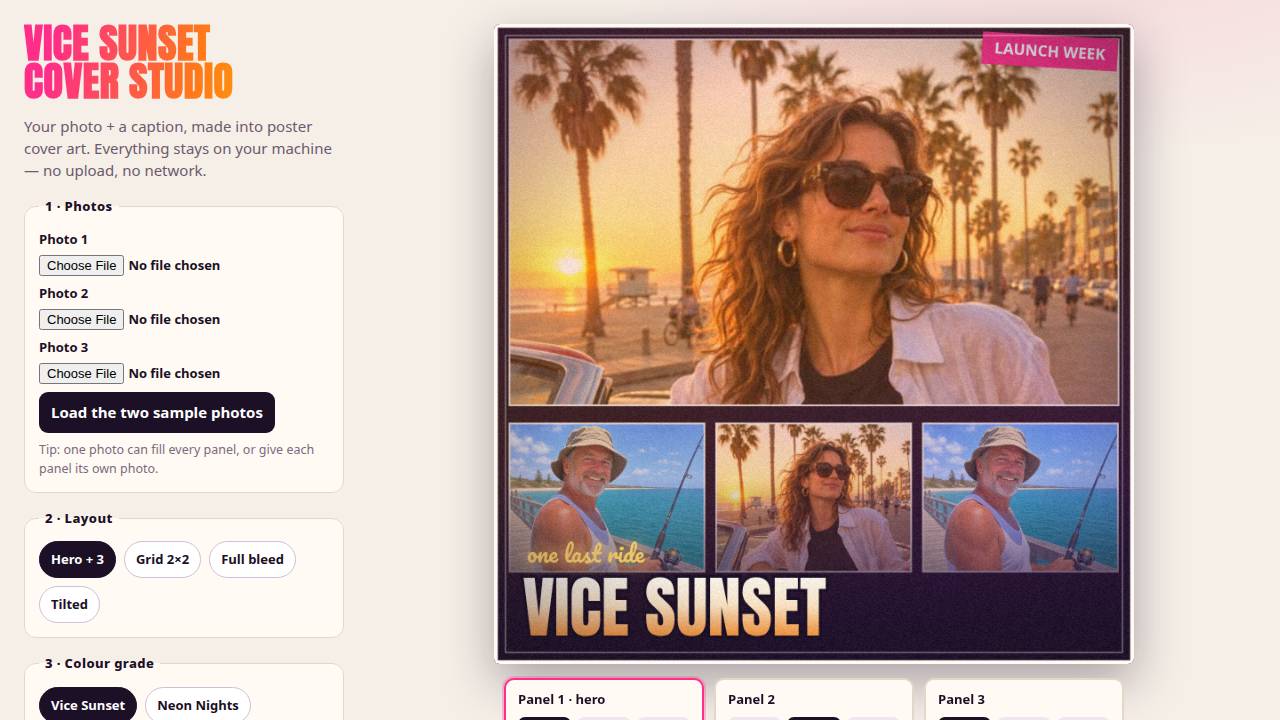 VICE SUNSET
COVER STUDIO
Your photo + a caption, made into poster
cover art. Everything stays on your machine
— no upload, no network.
1 · Photos
Photo 1
Choose File No file chosen
Photo 2
Choose File No file chosen
Photo 3
Choose File No file chosen
Load the two sample photos
Tip: one photo can fill every panel, or give each
panel its own photo.
2 · Layout
Hero + 3
Grid 2×2
Full bleed
Tilted
3 · Colour grade
Vice Sunset
Neon Nights
LAUNCH WEEK
one last ride
VICE SUNSET
Panel 1 · hero
Panel 2
Panel 3